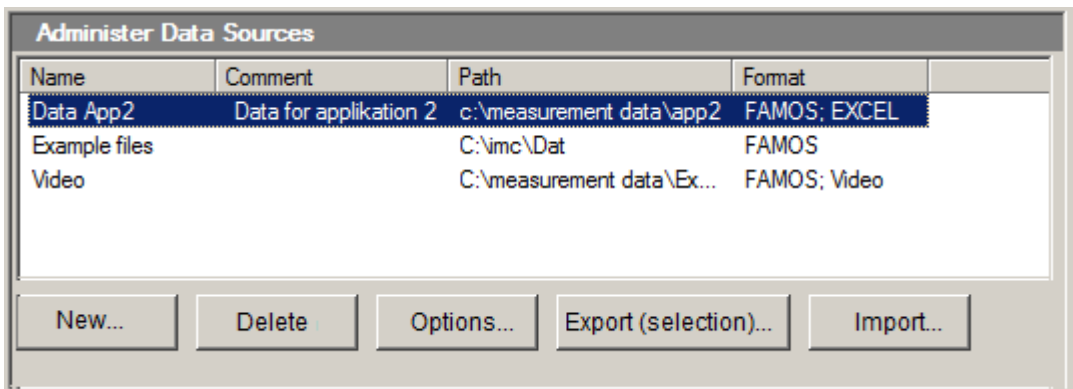 Administer Data Sources
Name Comment Path Format
Data App2 Data for applikation 2 c:\measurement data\app2 FAMOS; EXCEL
Example files C:\imc\Dat FAMOS
Video C:\measurement data\Ex... FAMOS; Video
New... Delete Options... Export (selection)... Import...